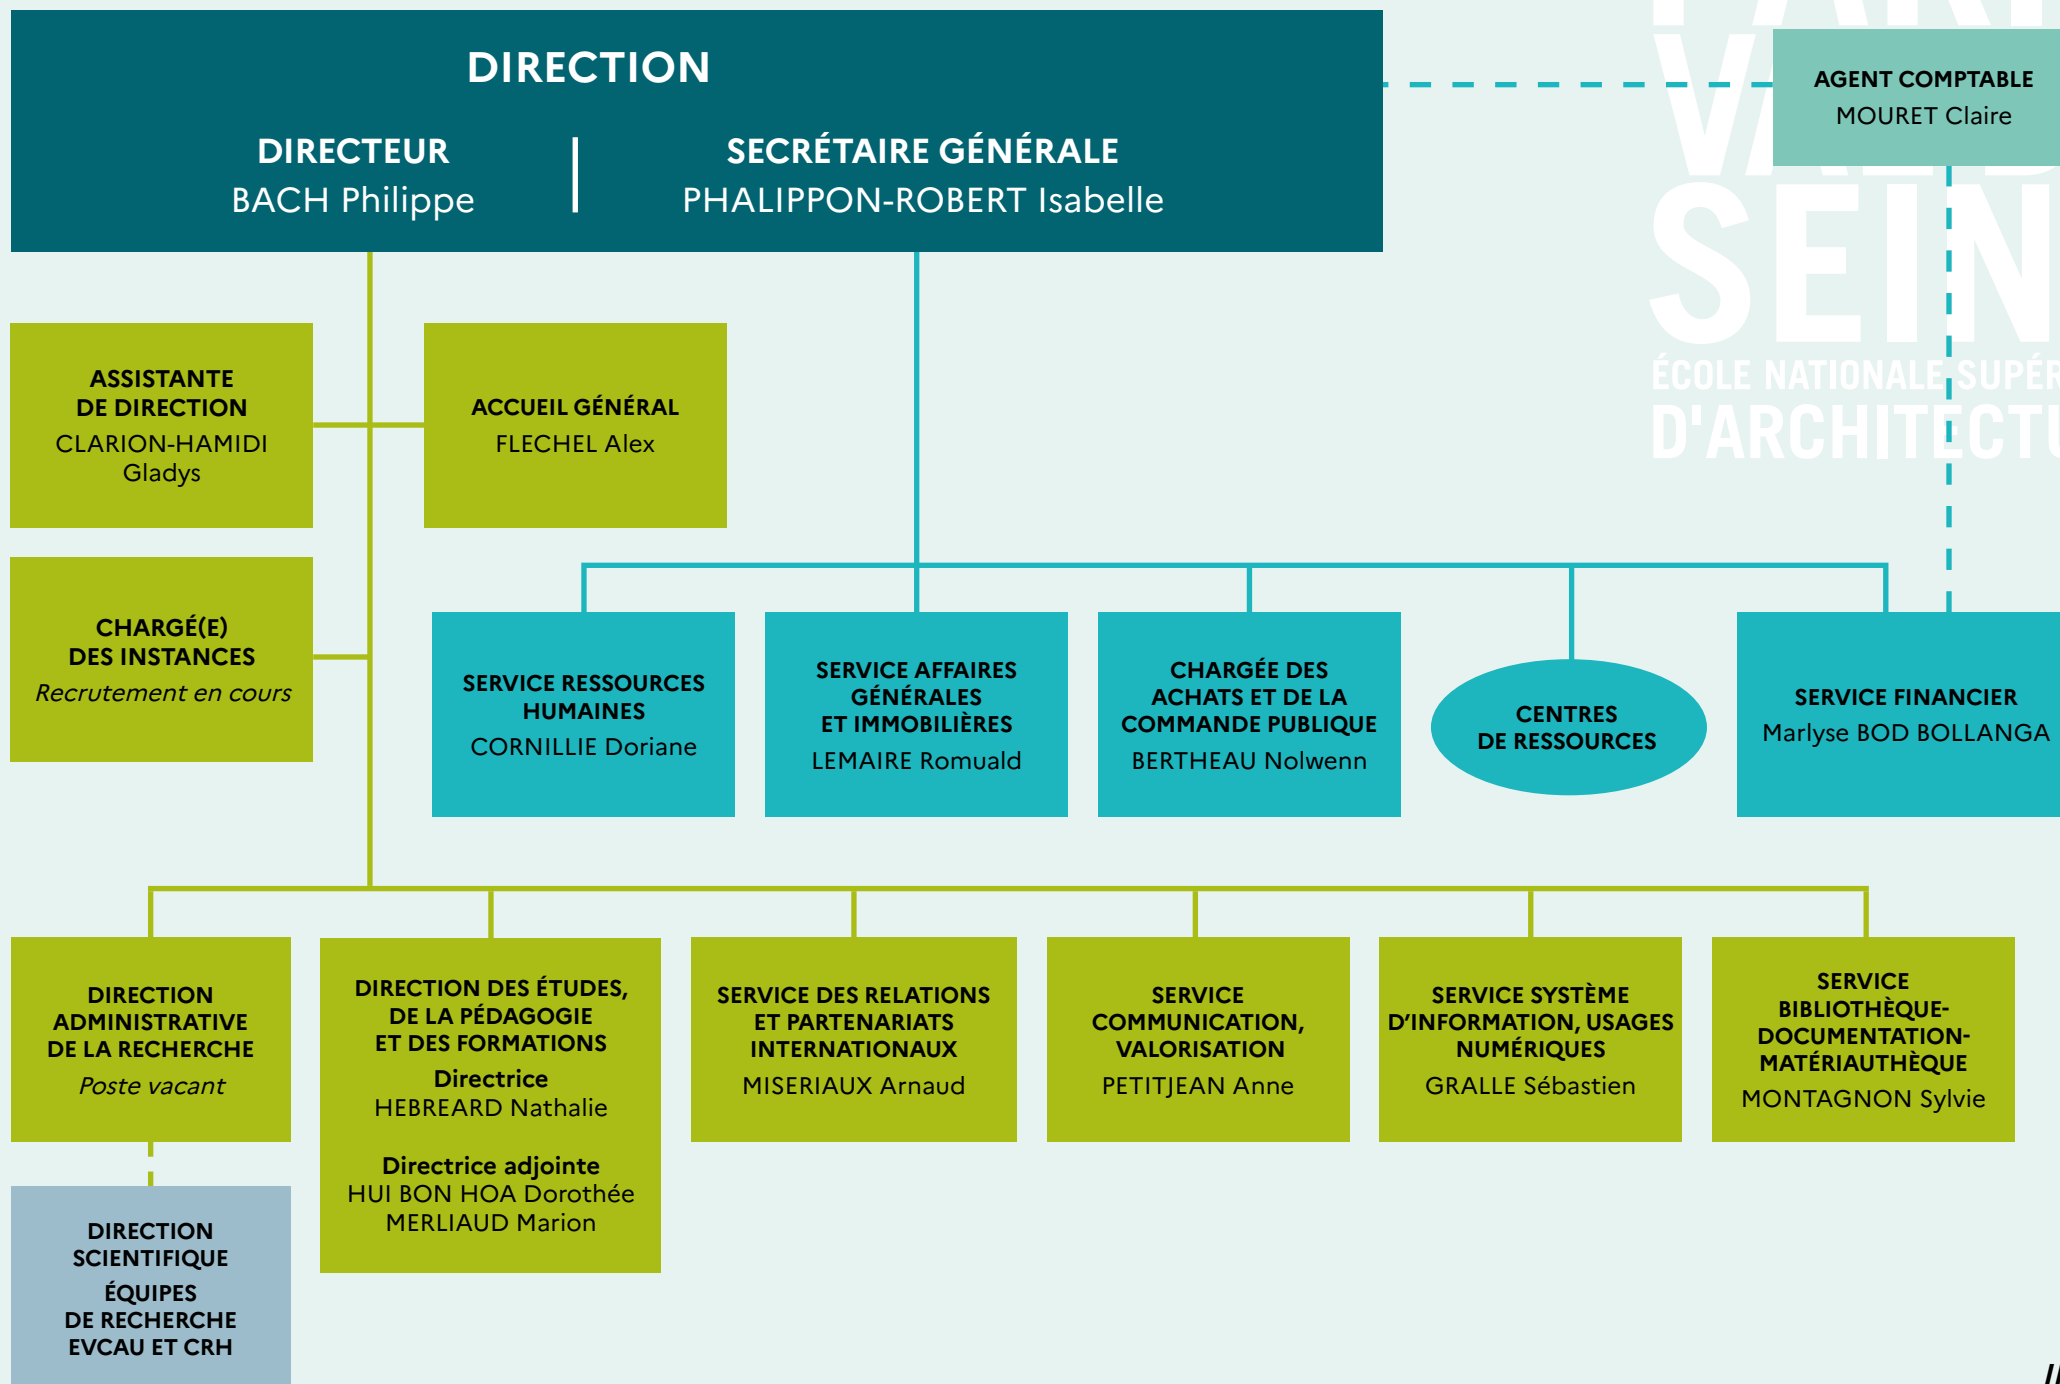 DIRECTION
DIRECTEUR
BACH Philippe
SECRÉTAIRE GÉNÉRALE
PHALIPPON-ROBERT Isabelle
AGENT COMPTABLE
MOURET Claire
SEIN
ÉCOLE NATIONALE SUPÉR
D'ARCHITECTU
ASSISTANTE
DE DIRECTION
CLARION-HAMIDI
Gladys
ACCUEIL GÉNÉRAL
FLECHEL Alex
CHARGÉ(E)
DES INSTANCES
Recrutement en cours
SERVICE RESSOURCES
HUMAINES
CORNILLIE Doriane
SERVICE AFFAIRES
GÉNÉRALES
ET IMMOBILIÈRES
LEMAIRE Romuald
CHARGÉE DES
ACHATS ET DE LA
COMMANDE PUBLIQUE
BERTHEAU Nolwenn
CENTRES
DE RESSOURCES
SERVICE FINANCIER
Marlyse BOD BOLLANGA
DIRECTION
ADMINISTRATIVE
DE LA RECHERCHE
Poste vacant
DIRECTION DES ÉTUDES,
DE LA PÉDAGOGIE
ET DES FORMATIONS
Directrice
HEBREARD Nathalie
Directrice adjointe
HUI BON HOA Dorothée
MERLIAUD Marion
SERVICE DES RELATIONS
ET PARTENARIATS
INTERNATIONAUX
MISERIAUX Arnaud
SERVICE
COMMUNICATION,
VALORISATION
PETITJEAN Anne
SERVICE SYSTÈME
D'INFORMATION, USAGES
NUMÉRIQUES
GRALLE Sébastien
SERVICE
BIBLIOTHÈQUE-
DOCUMENTATION-
MATÉRIAUTHÈQUE
MONTAGNON Sylvie
DIRECTION
SCIENTIFIQUE
ÉQUIPES
DE RECHERCHE
EVCAU ET CRH